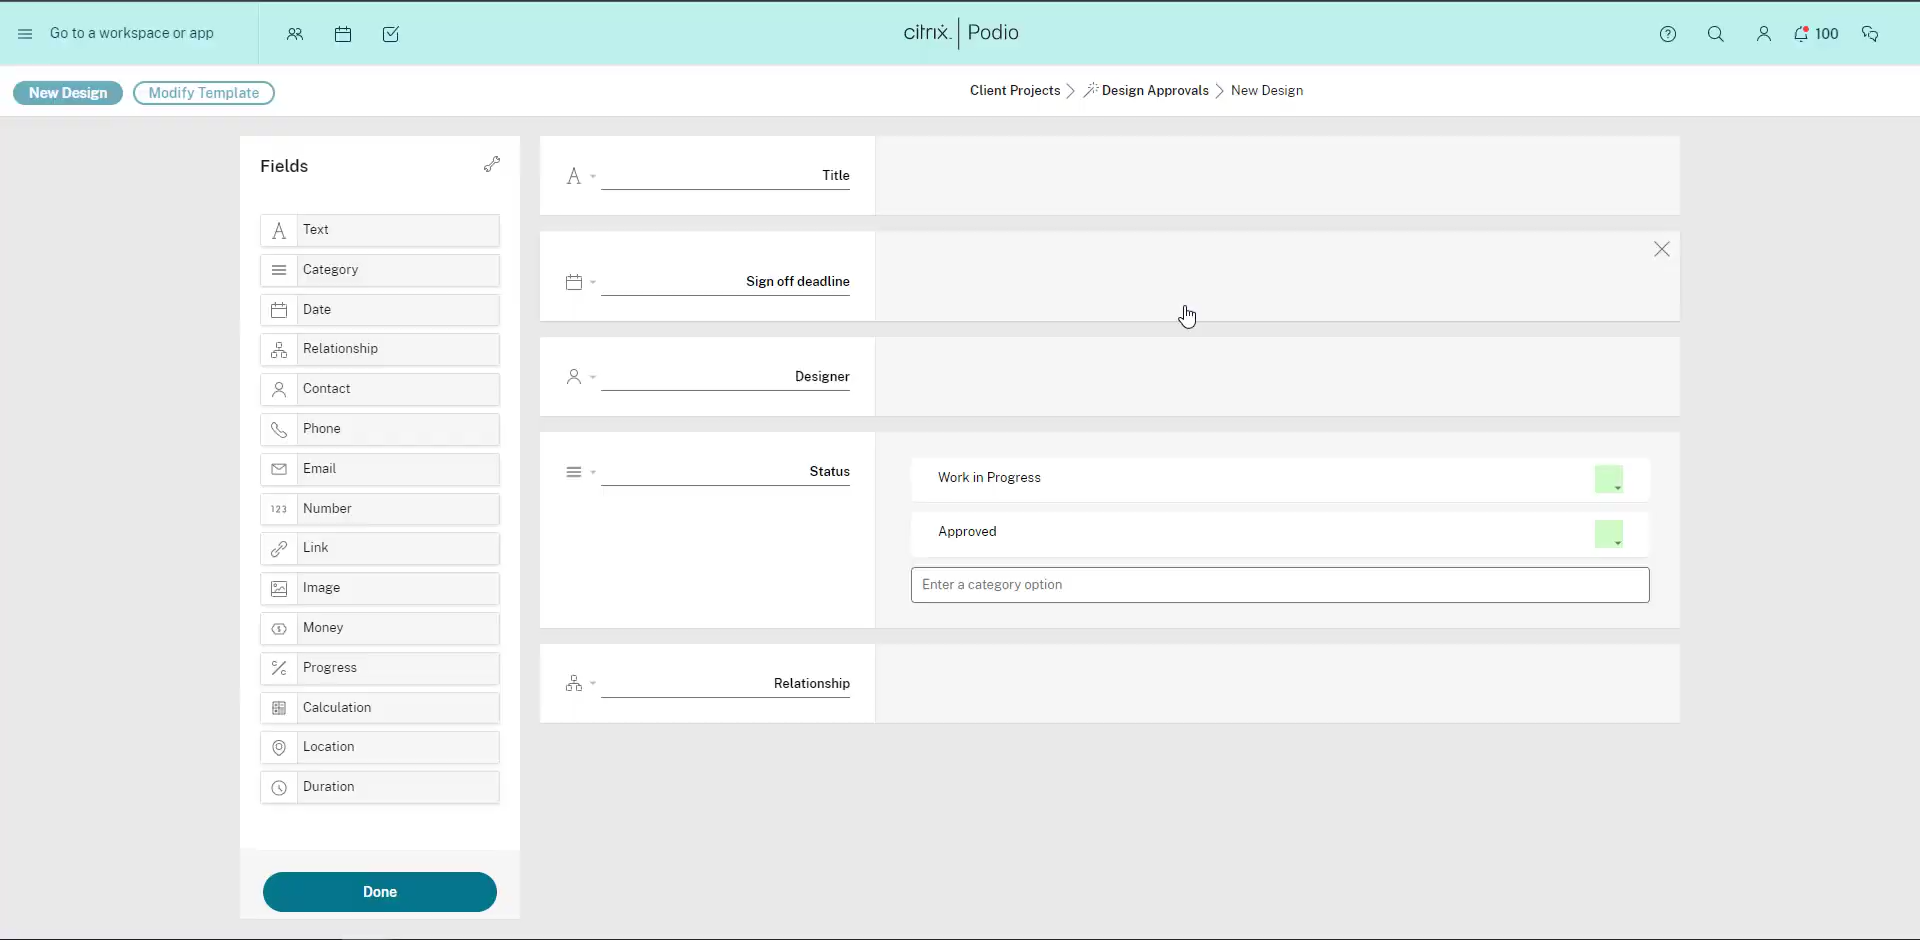 Go to a workspace or app
citrix. | Podio
100
New Design
Modify Template
Client Projects > Design Approvals > New Design
Fields
Text
Category
Date
Relationship
Contact
Phone
Email
123 Number
Link
Image
Money
Progress
Calculation
Location
Duration
Done
Title
Sign off deadline
Designer
Status
Work in Progress
Approved
Enter a category option
Relationship